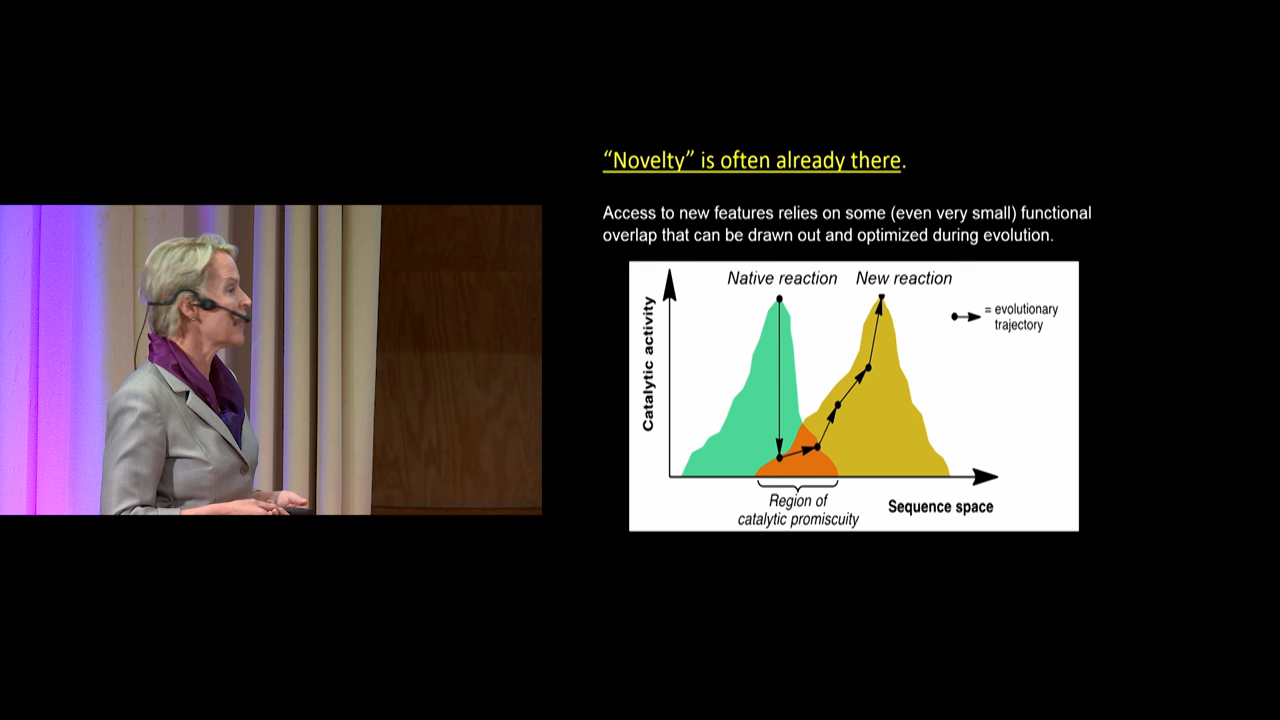 “Novelty” is often already there.
Access to new features relies on some (even very small) functional
overlap that can be drawn out and optimized during evolution.
Native reaction
New reaction
= evolutionary
trajectory
Catalytic activity
Region of
catalytic promiscuity
Sequence space